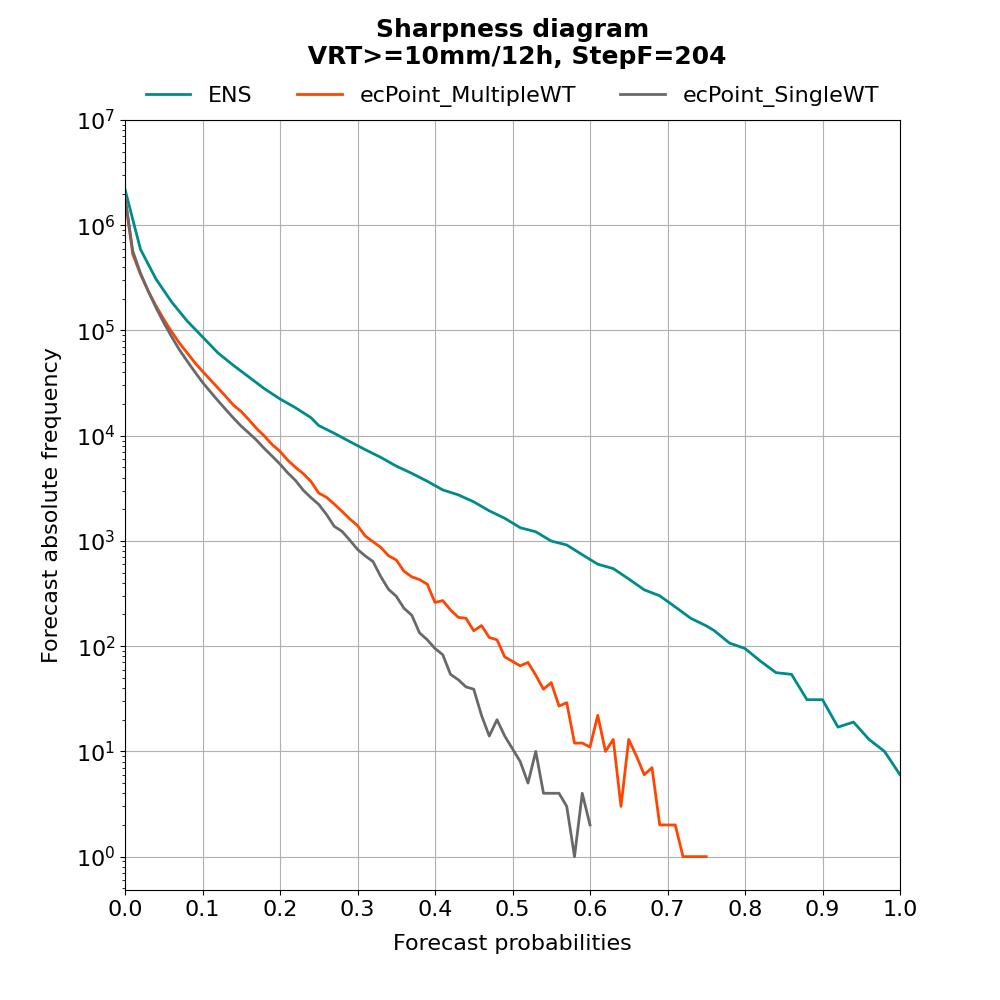 Sharpness diagram
VRT>=10mm/12h, StepF=204
ENS ecPoint_MultipleWT ecPoint_SingleWT
10^7
10^6
10^5
10^4
10^3
10^2
10^1
10^0
Forecast absolute frequency
0.0 0.1 0.2 0.3 0.4 0.5 0.6 0.7 0.8 0.9 1.0
Forecast probabilities